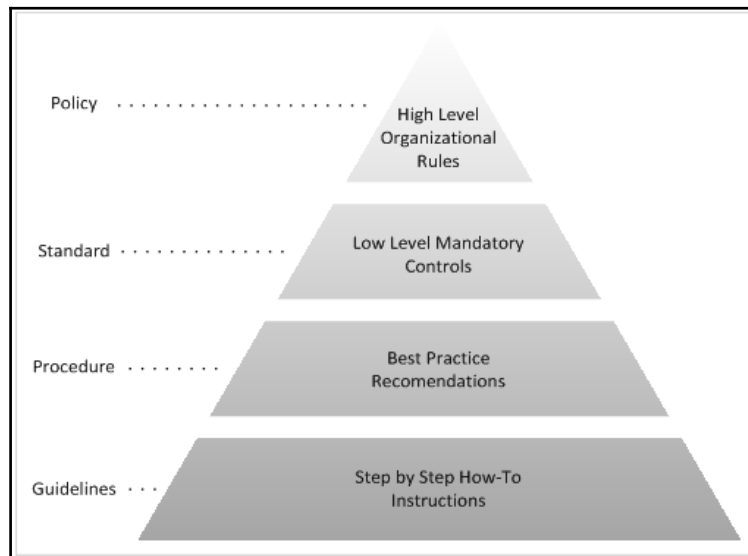 Policy
High Level
Organizational
Rules
Standard
Low Level Mandatory
Controls
Procedure
Best Practice
Recomendations
Guidelines
Step by Step How-To
Instructions